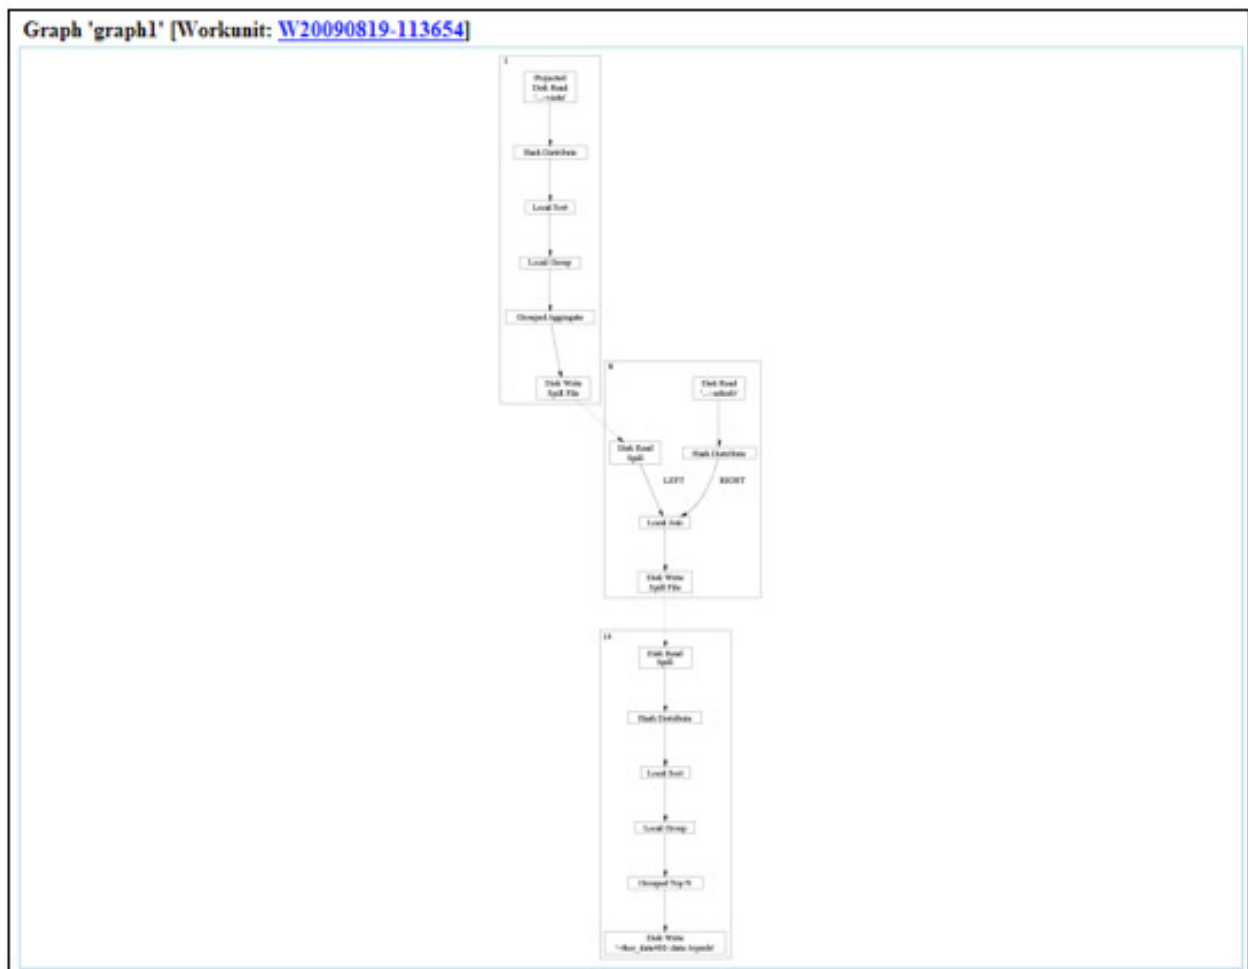 Graph 'graph1' [Workunit: W20090819-113654]
1
Projected
Disk Read
Hash Distribute
Local Sort
Local Group
Grouped Aggregate
Disk Write
Spill File
Disk Read
Disk Read
Spill
Hash Distribute
LEFT
RIGHT
Local Join
Disk Write
Spill File
Disk Read
Spill
Hash Distribute
Local Sort
Local Group
Grouped Top N
Disk Write